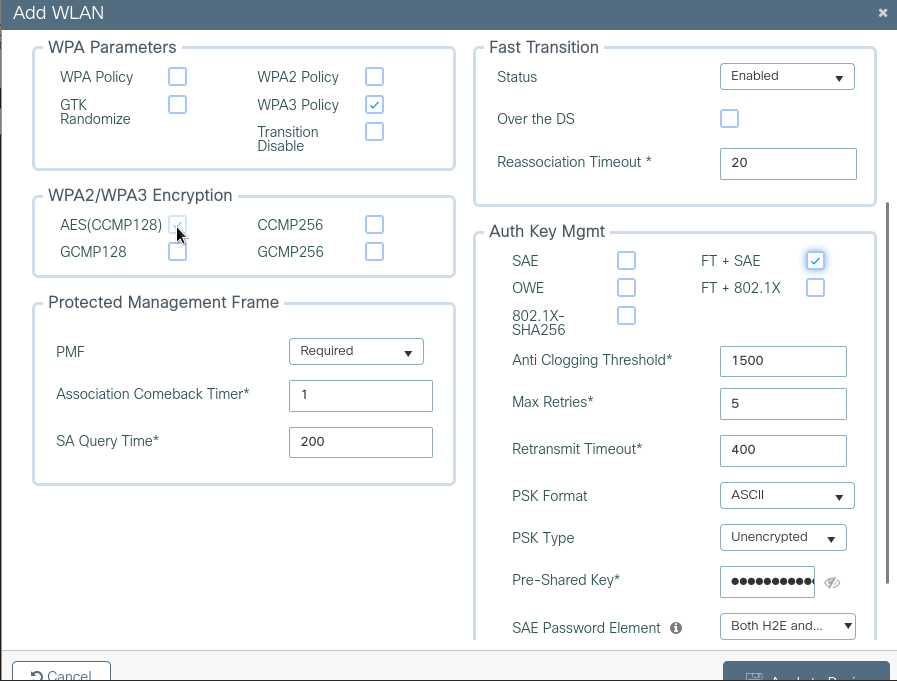 Add WLAN
WPA Parameters
WPA Policy
WPA2 Policy
GTK
Randomize
WPA3 Policy
Transition
Disable
WPA2/WPA3 Encryption
AES(CCMP128)
CCMP256
GCMP128
GCMP256
Protected Management Frame
PMF
Required
Association Comeback Timer*
1
SA Query Time*
200
Fast Transition
Status
Enabled
Over the DS
Reassociation Timeout *
20
Auth Key Mgmt
SAE
FT + SAE
OWE
FT + 802.1X
802.1X-
SHA256
Anti Clogging Threshold*
1500
Max Retries*
5
Retransmit Timeout*
400
PSK Format
ASCII
PSK Type
Unencrypted
Pre-Shared Key*
SAE Password Element
Both H2E and...
Cancel